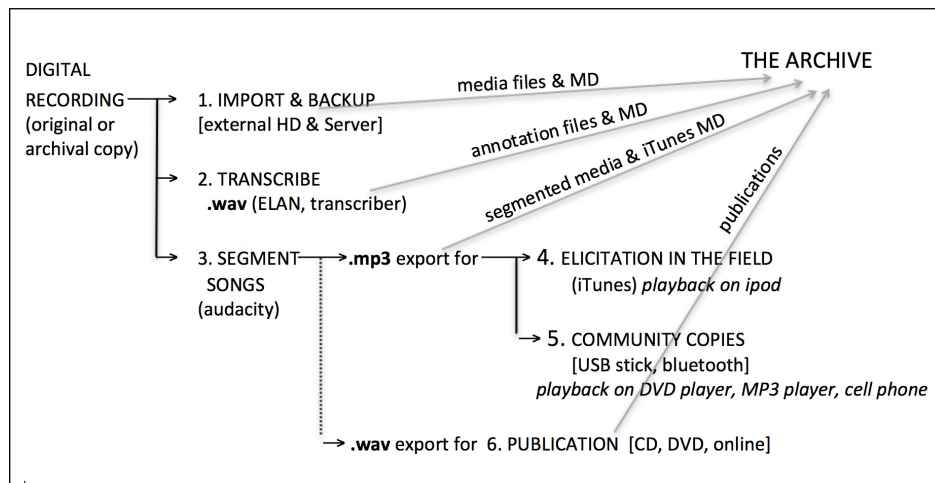 THE ARCHIVE
DIGITAL
RECORDING
(original or
archival copy)
1. IMPORT & BACKUP
[external HD & Server]
media files & MD
2. TRANSCRIBE
.wav (ELAN, transcriber)
annotation files & MD
3. SEGMENT
SONGS
(audacity)
.mp3 export for
segmented media & iTunes MD
4. ELICITATION IN THE FIELD
(iTunes) playback on ipod
5. COMMUNITY COPIES
[USB stick, bluetooth]
playback on DVD player, MP3 player, cell phone
.wav export for 6. PUBLICATION [CD, DVD, online]
publications